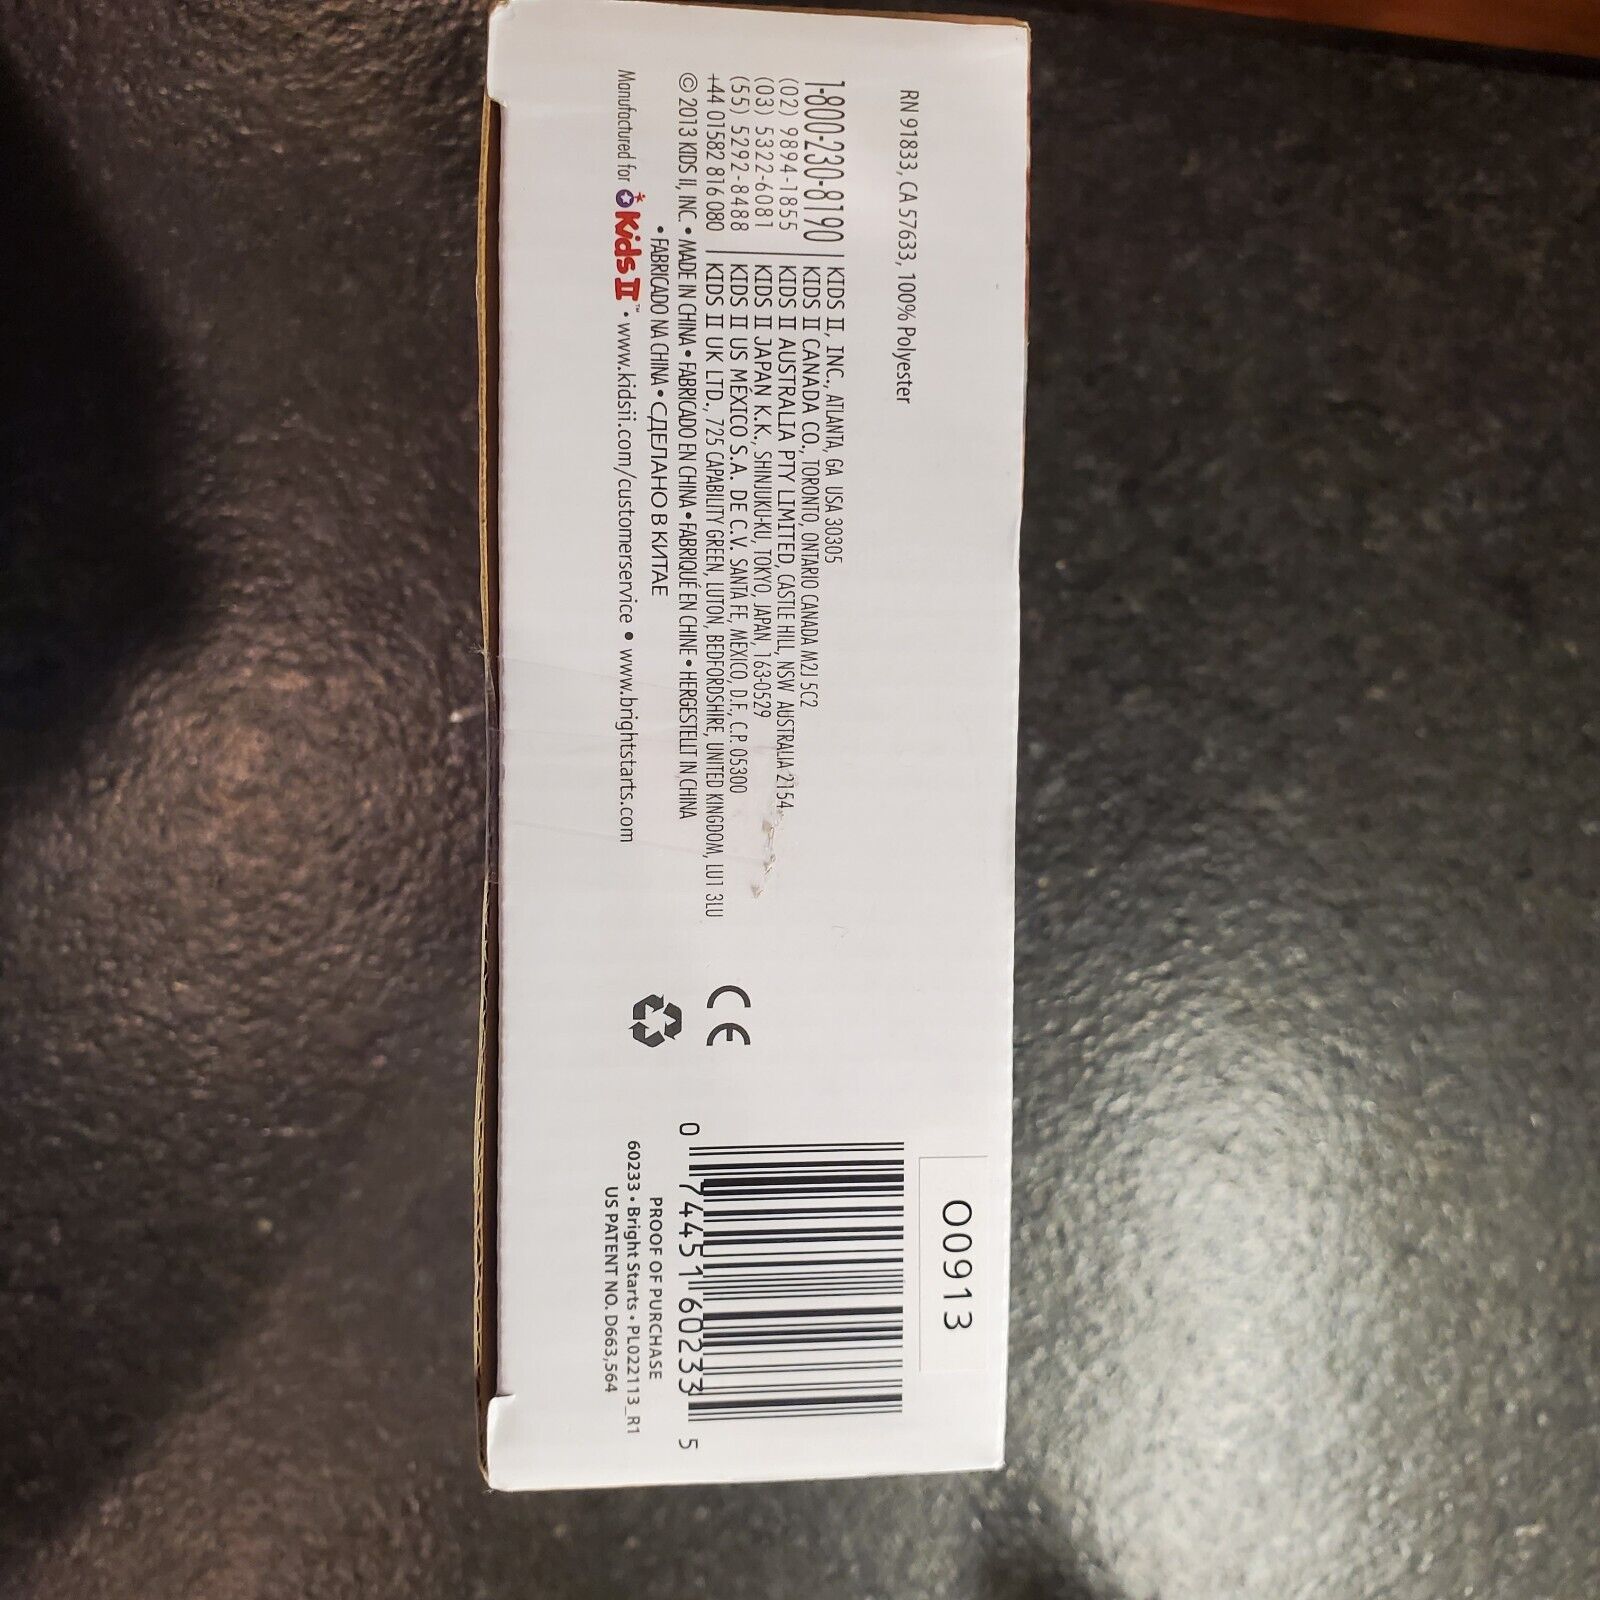 RN 91833, CA 57633, 100% Polyester
1-800-230-8190 | KIDS II, INC., ATLANTA, GA USA 30305
KIDS II CANADA CO., TORONTO, ONTARIO CANADA M2J 5C2
(02) 9894-1855 | KIDS II AUSTRALIA PTY LIMITED, CASTLE HILL, NSW AUSTRALIA 2154
(03) 5322-6081 | KIDS II JAPAN K.K., SHINJUKU-KU, TOKYO, JAPAN 163-0529
(55) 5292-8488 | KIDS II US MÉXICO S.A. DE C.V. SANTA FE, MÉXICO, D.F., C.P. 05300
+44 01582 816 080 | KIDS II UK LTD., 725 CAPABILITY GREEN, LUTON, BEDFORDSHIRE, UNITED KINGDOM, LU1 3LU
© 2013 KIDS II, INC. • MADE IN CHINA • FABRICADO EN CHINA • FABRIQUÉ EN CHINE • HERGESTELLT IN CHINA
• FABRICADO NA CHINA • СДЕЛАНО В КИТАЕ
Manufactured for Kids II™ • www.kidsii.com/customerservice • www.brightstarts.com
CE
00913
0 74451 60233 5
PROOF OF PURCHASE
60233 • Bright Starts • PL022113_R1
US PATENT NO. D663,564